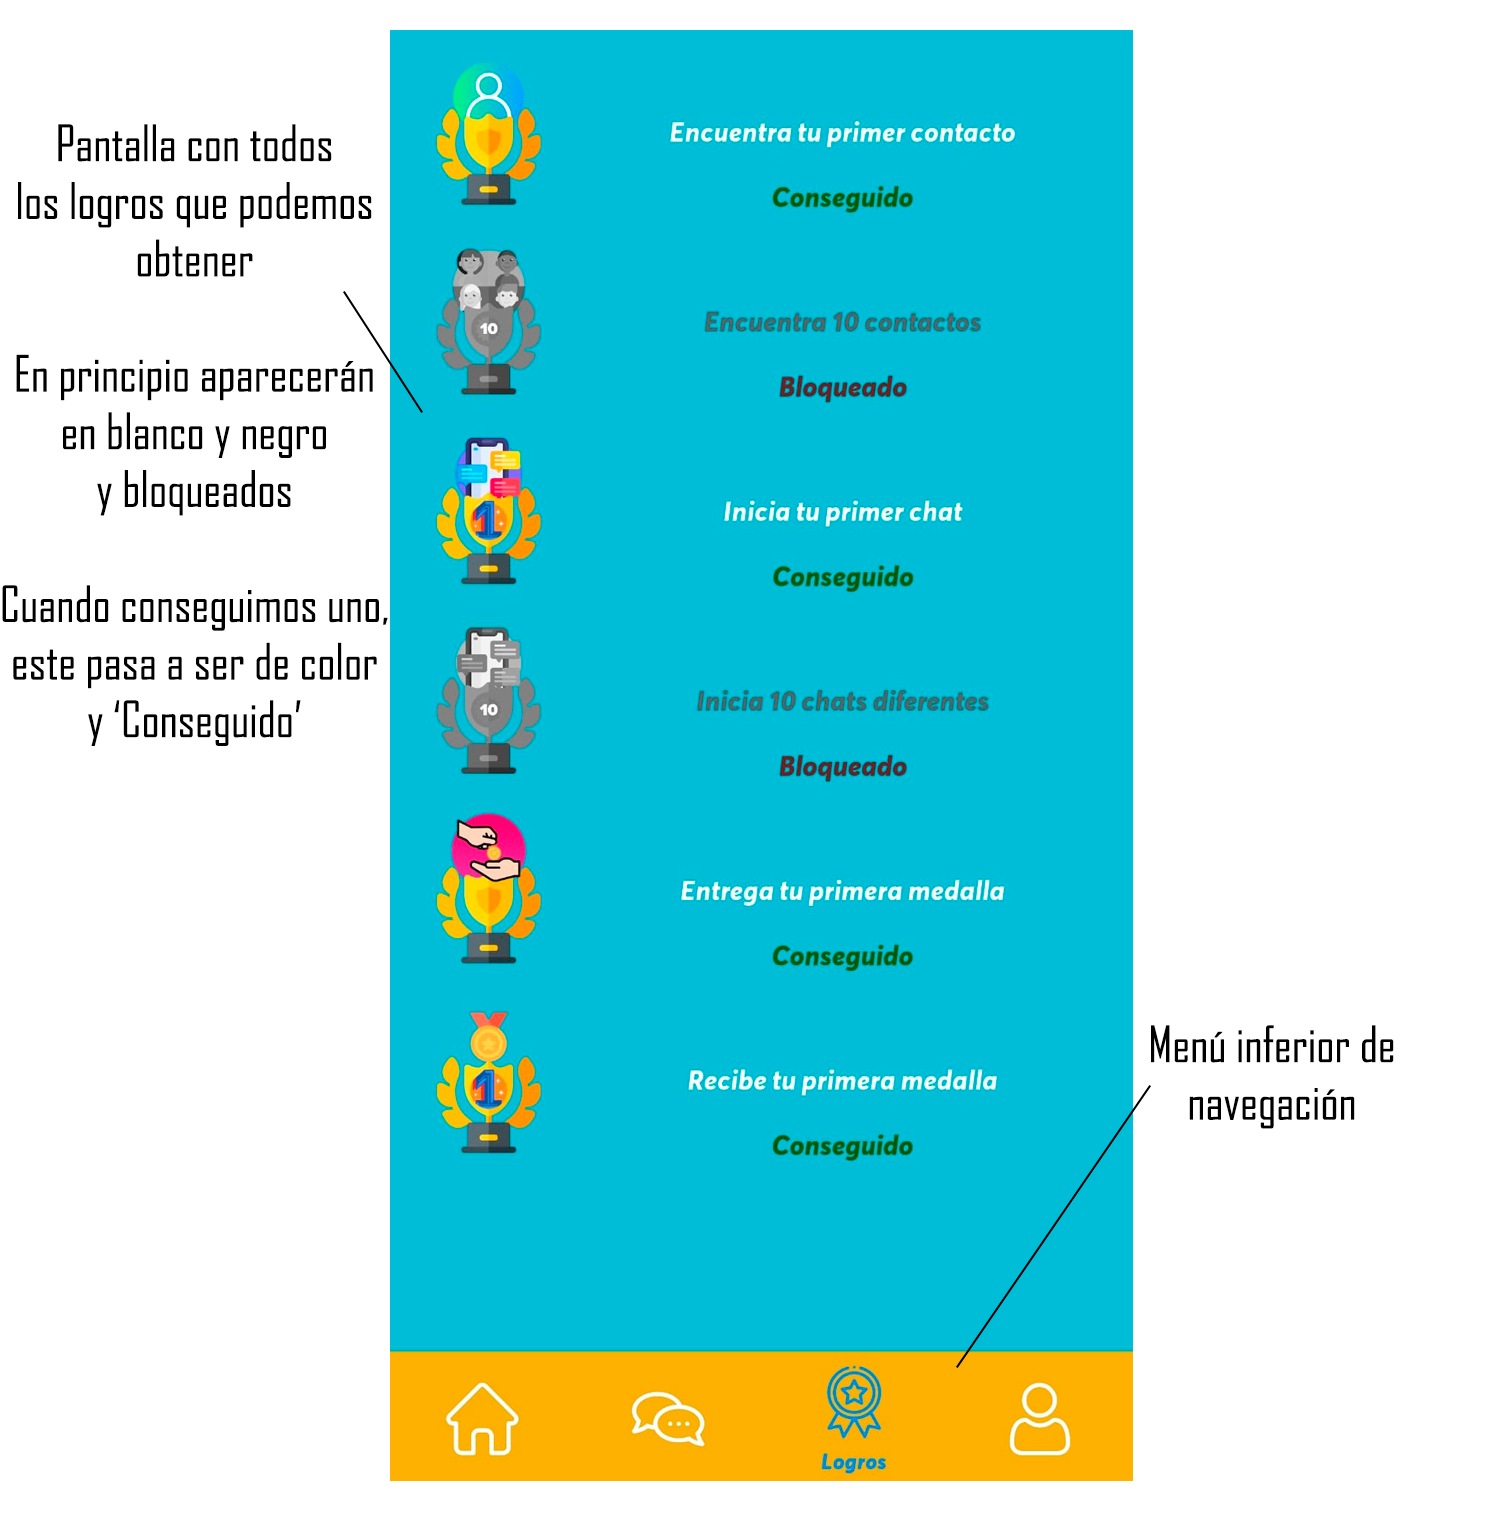 Pantalla con todos
los logros que podemos
obtener
En principio aparecerán
en blanco y negro
y bloqueados
Cuando conseguimos uno,
este pasa a ser de color
y ‘Conseguido’
Encuentra tu primer contacto
Conseguido
10
Encuentra 10 contactos
Bloqueado
1
Inicia tu primer chat
Conseguido
10
Inicia 10 chats diferentes
Bloqueado
Entrega tu primera medalla
Conseguido
1
Recibe tu primera medalla
Conseguido
Menú inferior de
navegación
Logros